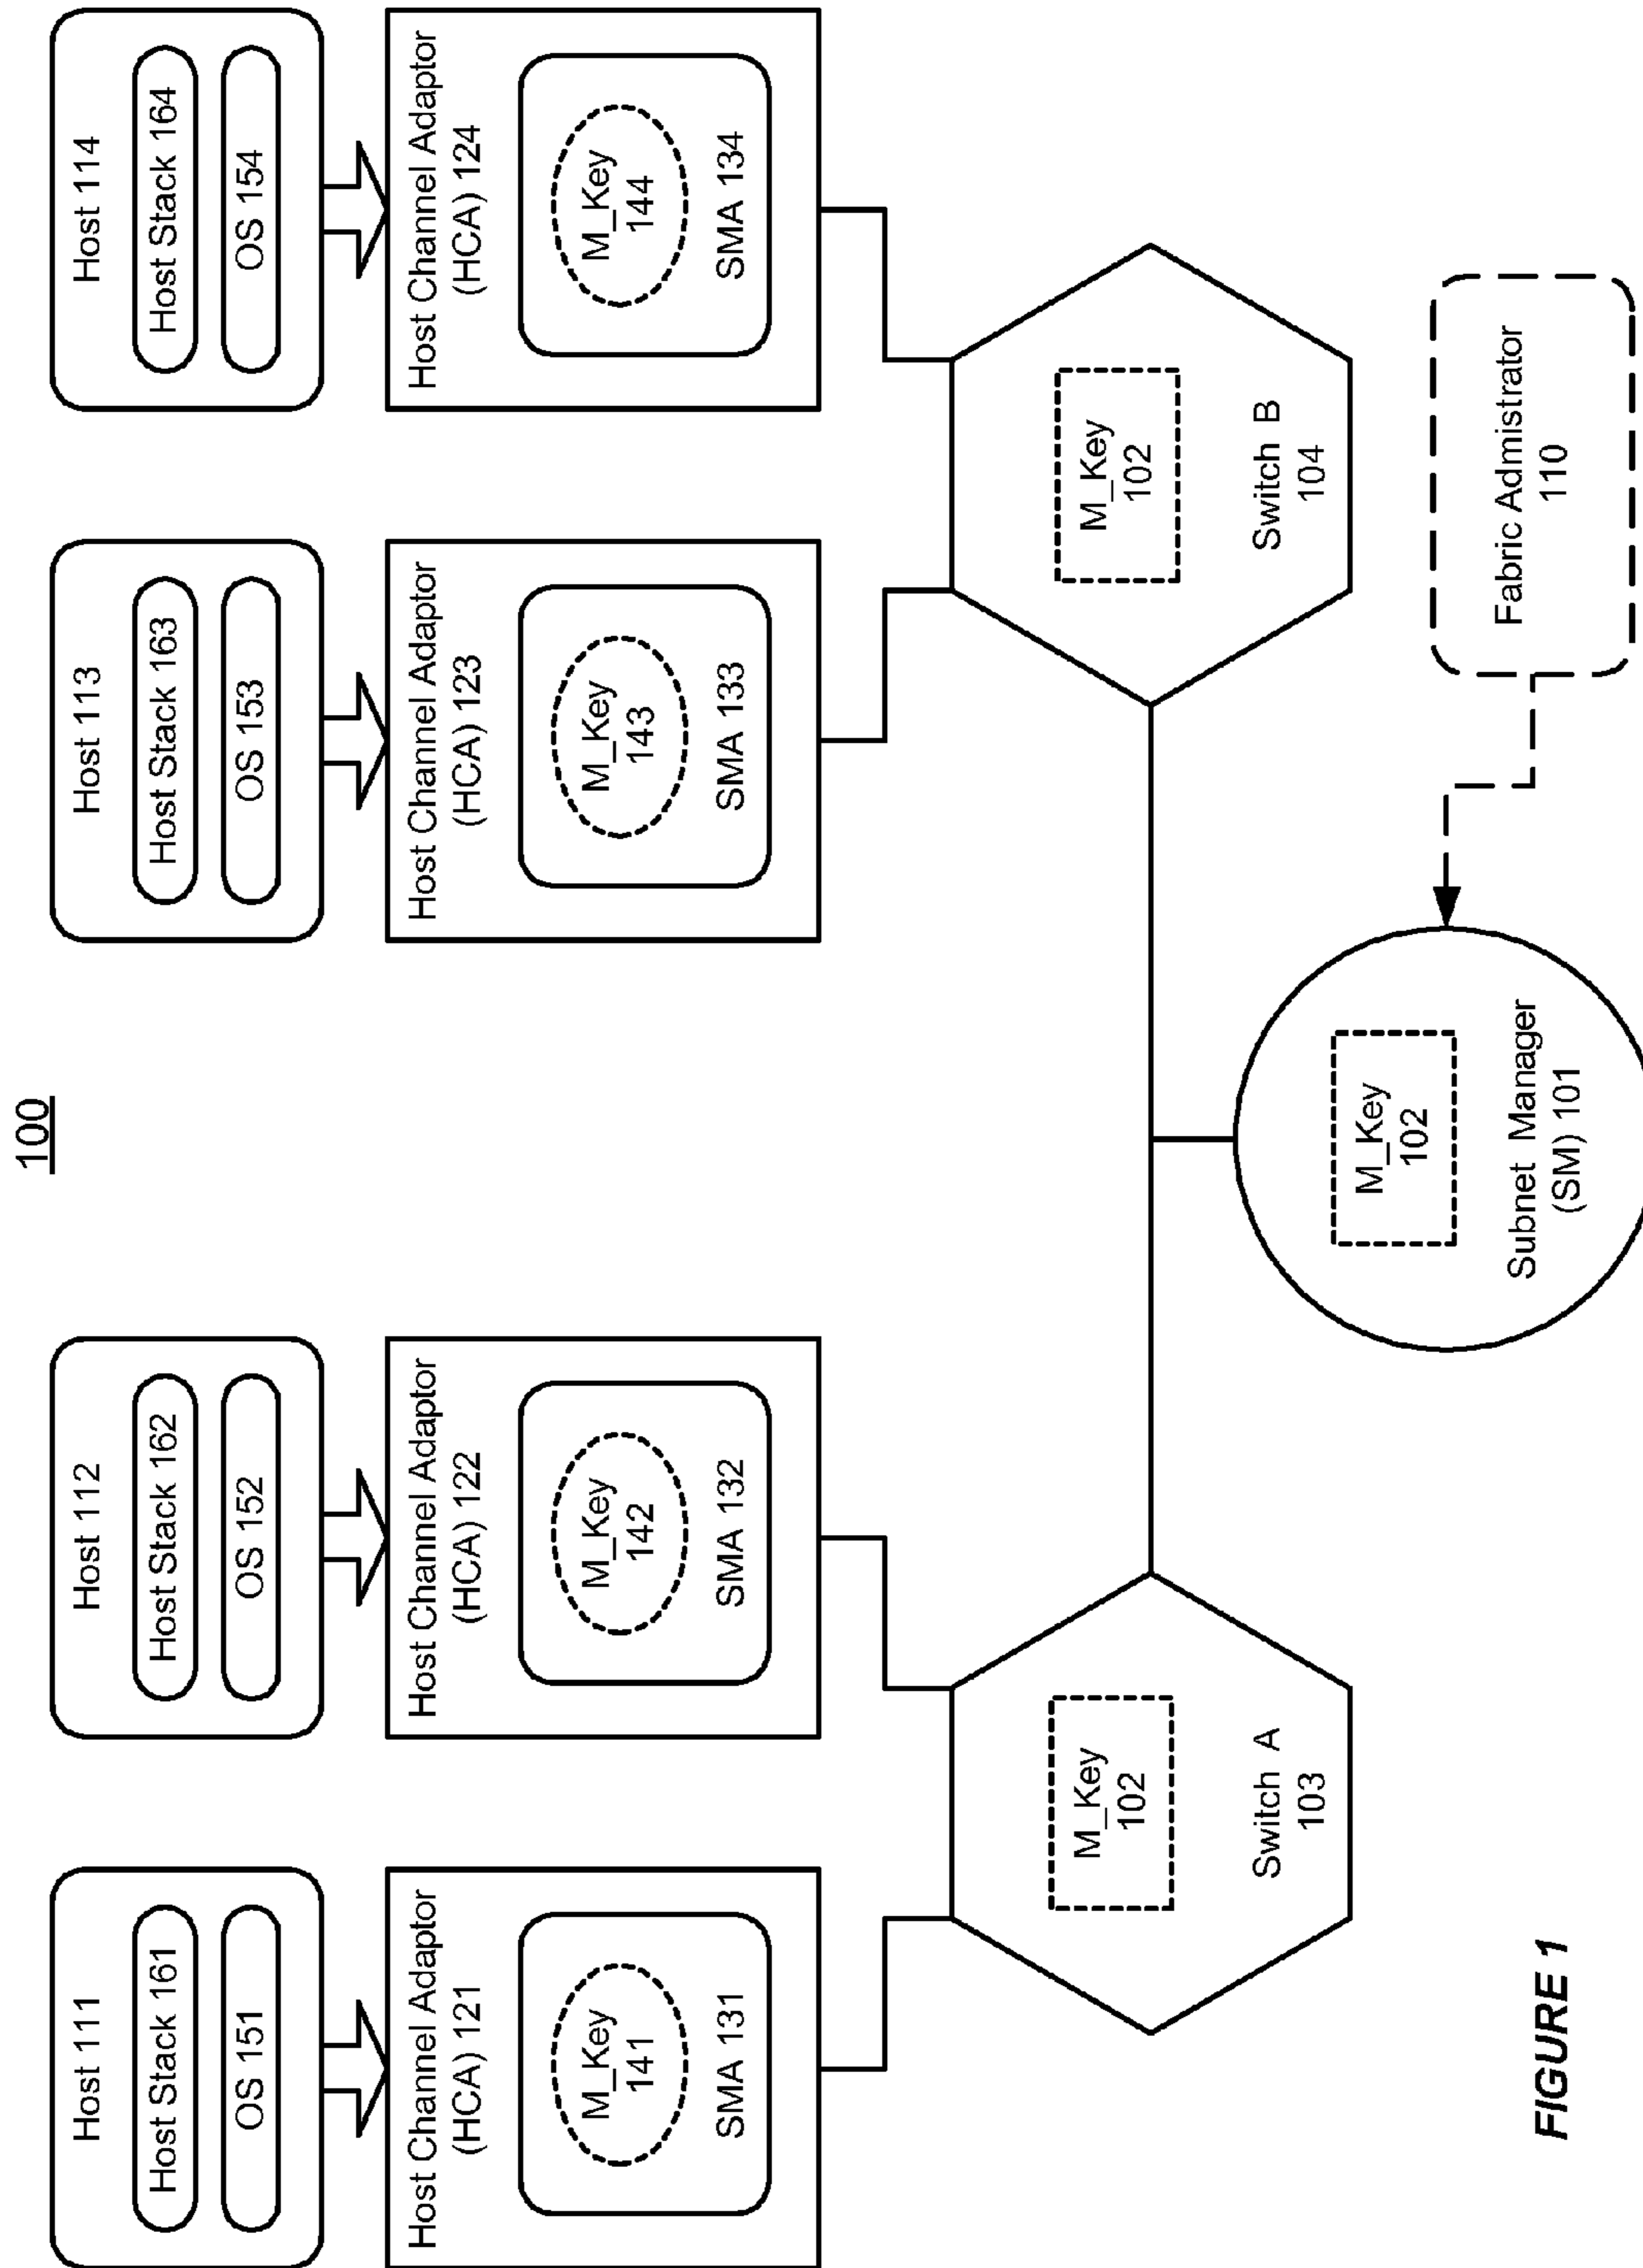 100
Host 111
Host Stack 161
OS 151
Host 112
Host Stack 162
OS 152
Host 113
Host Stack 163
OS 153
Host 114
Host Stack 164
OS 154
Host Channel Adaptor
(HCA) 121
M_Key
141
SMA 131
Host Channel Adaptor
(HCA) 122
M_Key
142
SMA 132
Host Channel Adaptor
(HCA) 123
M_Key
143
SMA 133
Host Channel Adaptor
(HCA) 124
M_Key
144
SMA 134
M_Key
102
Switch A
103
M_Key
102
Switch B
104
M_Key
102
Subnet Manager
(SM) 101
Fabric Admistrator
110
FIGURE 1